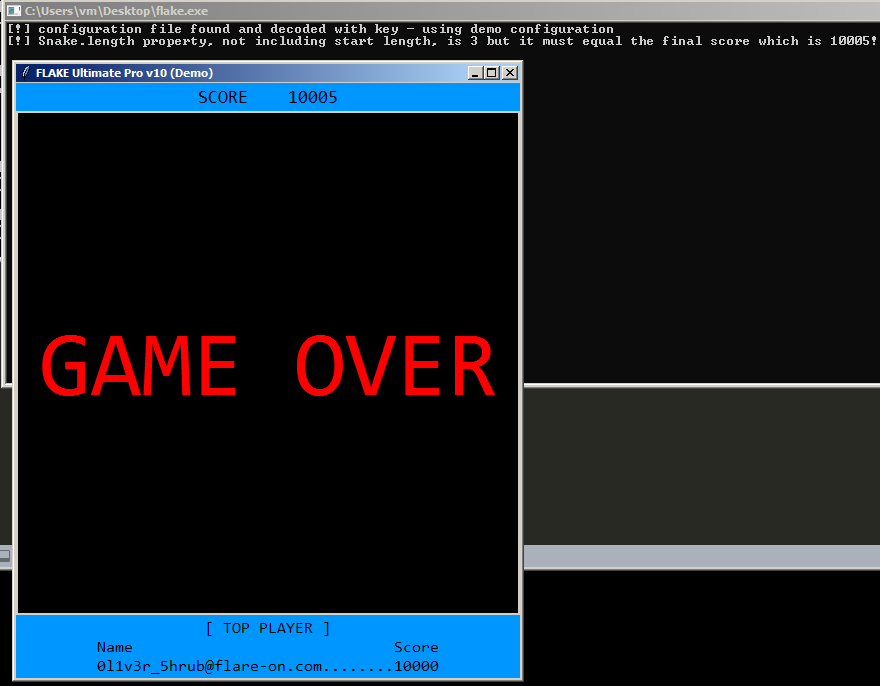 C:\Users\vm\Desktop\flake.exe
[!] configuration file found and decoded with key - using demo configuration
[!] Snake.length property, not including start length, is 3 but it must equal the final score which is 10005!
FLAKE Ultimate Pro v10 (Demo)
SCORE 10005
GAME OVER
[ TOP PLAYER ]
Name Score
0l1v3r_5hrub@flare-on.com........10000